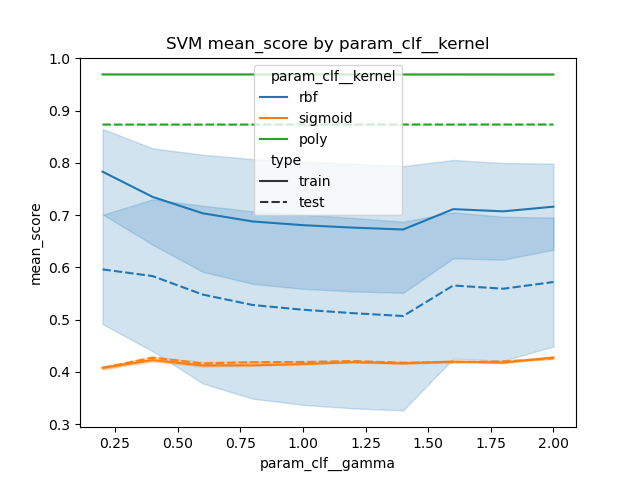 SVM mean_score by param_clf__kernel
mean_score
1.0
0.9
0.8
0.7
0.6
0.5
0.4
0.3
param_clf__kernel
rbf
sigmoid
poly
type
train
test
0.25 0.50 0.75 1.00 1.25 1.50 1.75 2.00
param_clf__gamma